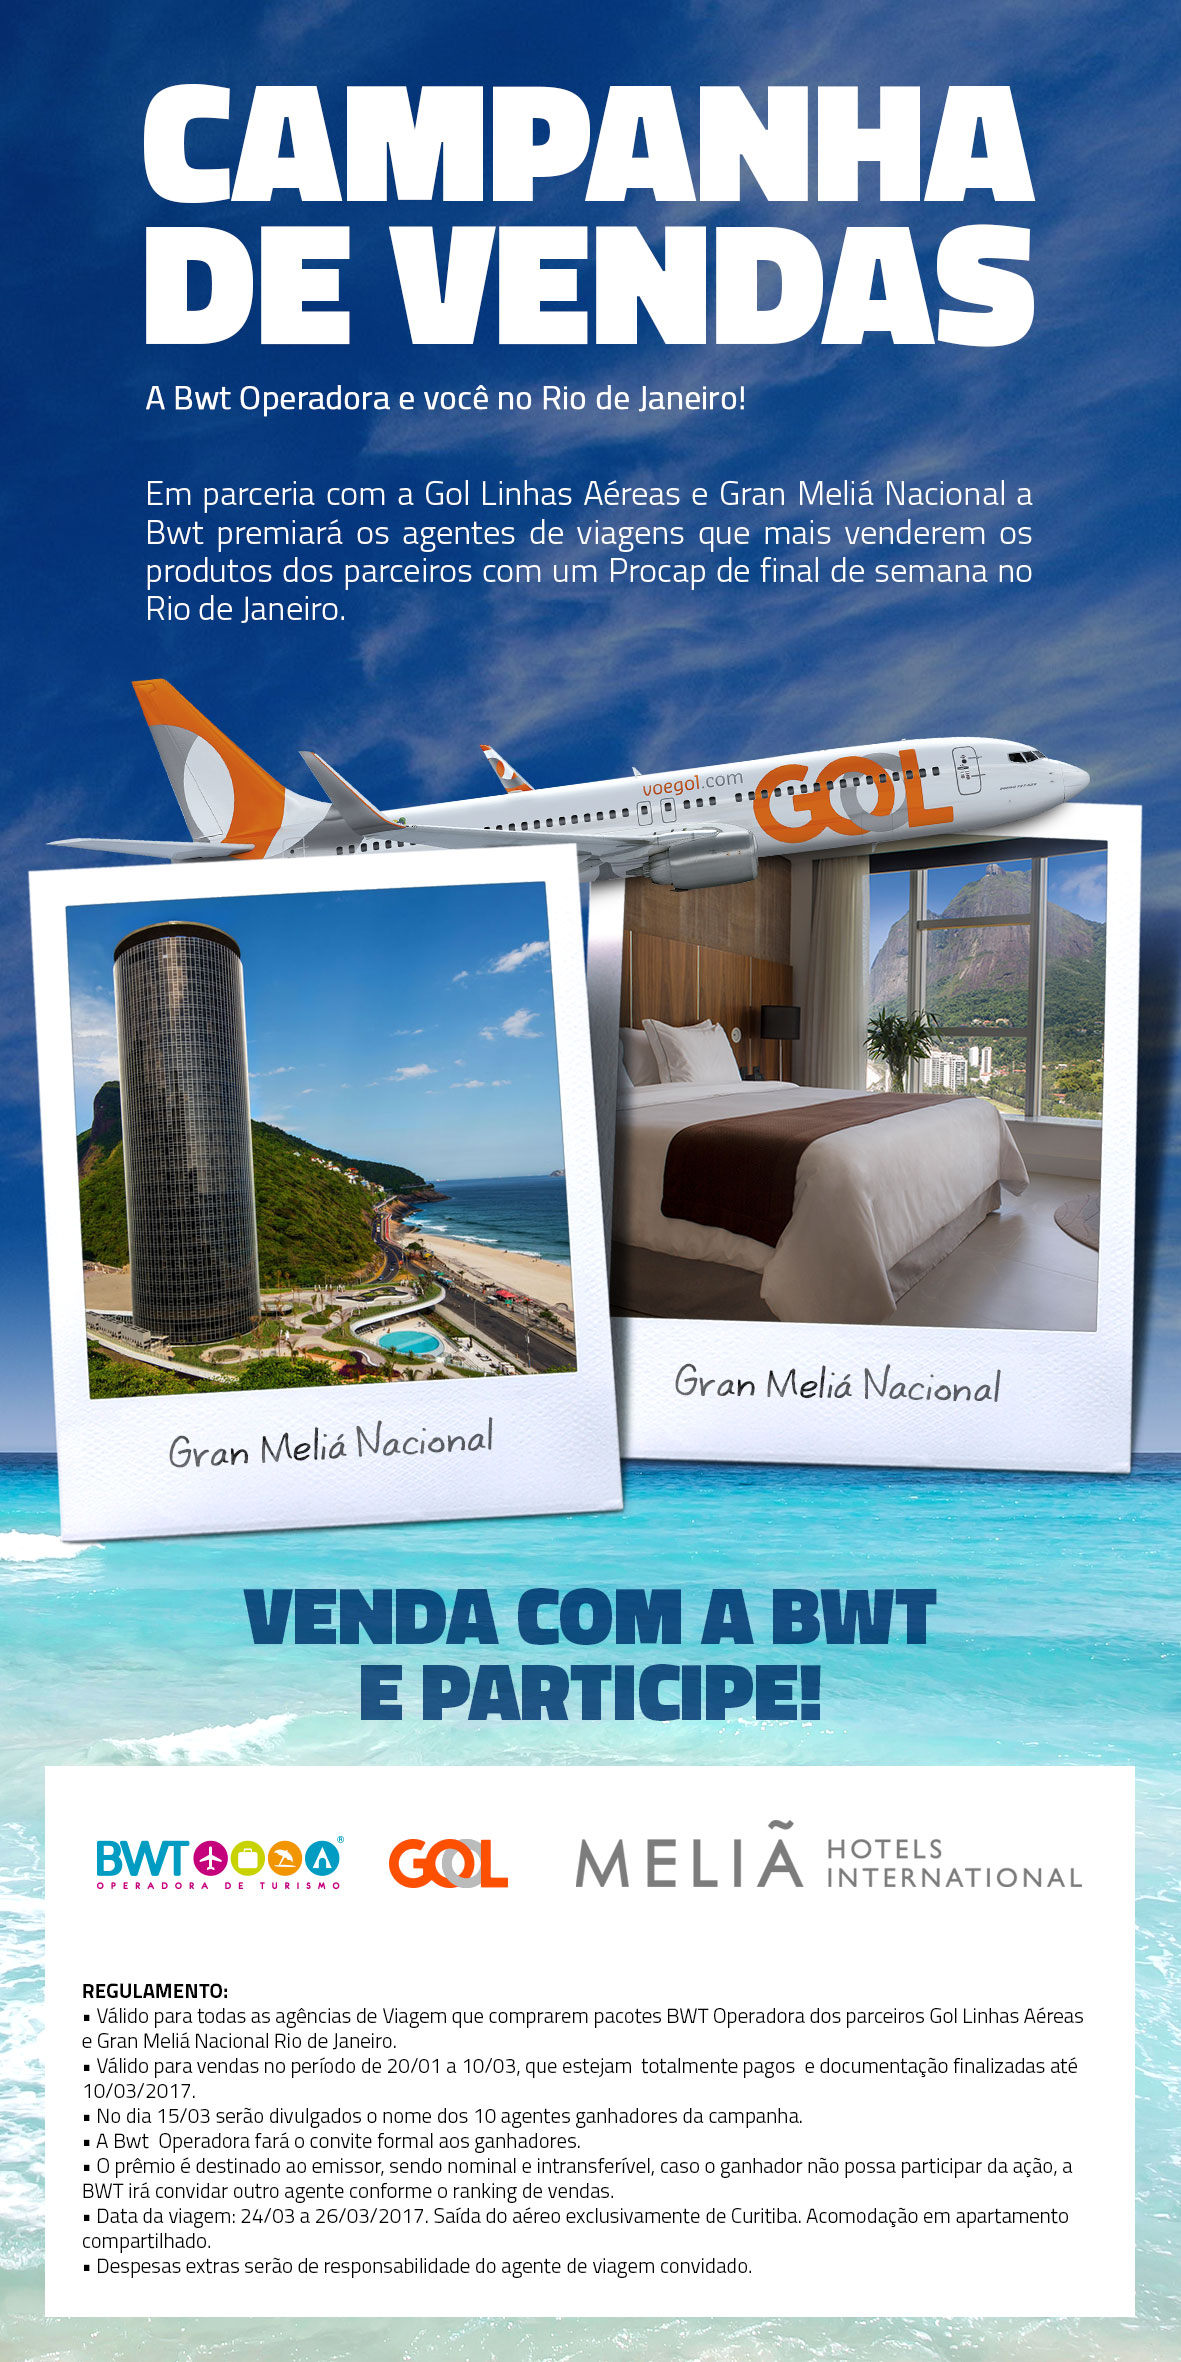 CAMPANHA
DE VENDAS
A Bwt Operadora e você no Rio de Janeiro!
Em parceria com a Gol Linhas Aéreas e Gran Meliá Nacional a
Bwt premiará os agentes de viagens que mais venderem os
produtos dos parceiros com um Procap de final de semana no
Rio de Janeiro.
voegol.com
GOL
Gran Meliá Nacional
Gran Meliá Nacional
VENDA COM A BWT
E PARTICIPE!
BWT®
OPERADORA DE TURISMO
GOL
MELIÃ HOTELS
INTERNATIONAL
REGULAMENTO:
▪ Válido para todas as agências de Viagem que comprarem pacotes BWT Operadora dos parceiros Gol Linhas Aéreas
e Gran Meliá Nacional Rio de Janeiro.
▪ Válido para vendas no período de 20/01 a 10/03, que estejam  totalmente pagos  e documentação finalizadas até
10/03/2017.
▪ No dia 15/03 serão divulgados o nome dos 10 agentes ganhadores da campanha.
▪ A Bwt  Operadora fará o convite formal aos ganhadores.
▪ O prêmio é destinado ao emissor, sendo nominal e intransferível, caso o ganhador não possa participar da ação, a
BWT irá convidar outro agente conforme o ranking de vendas.
▪ Data da viagem: 24/03 a 26/03/2017. Saída do aéreo exclusivamente de Curitiba. Acomodação em apartamento
compartilhado.
▪ Despesas extras serão de responsabilidade do agente de viagem convidado.